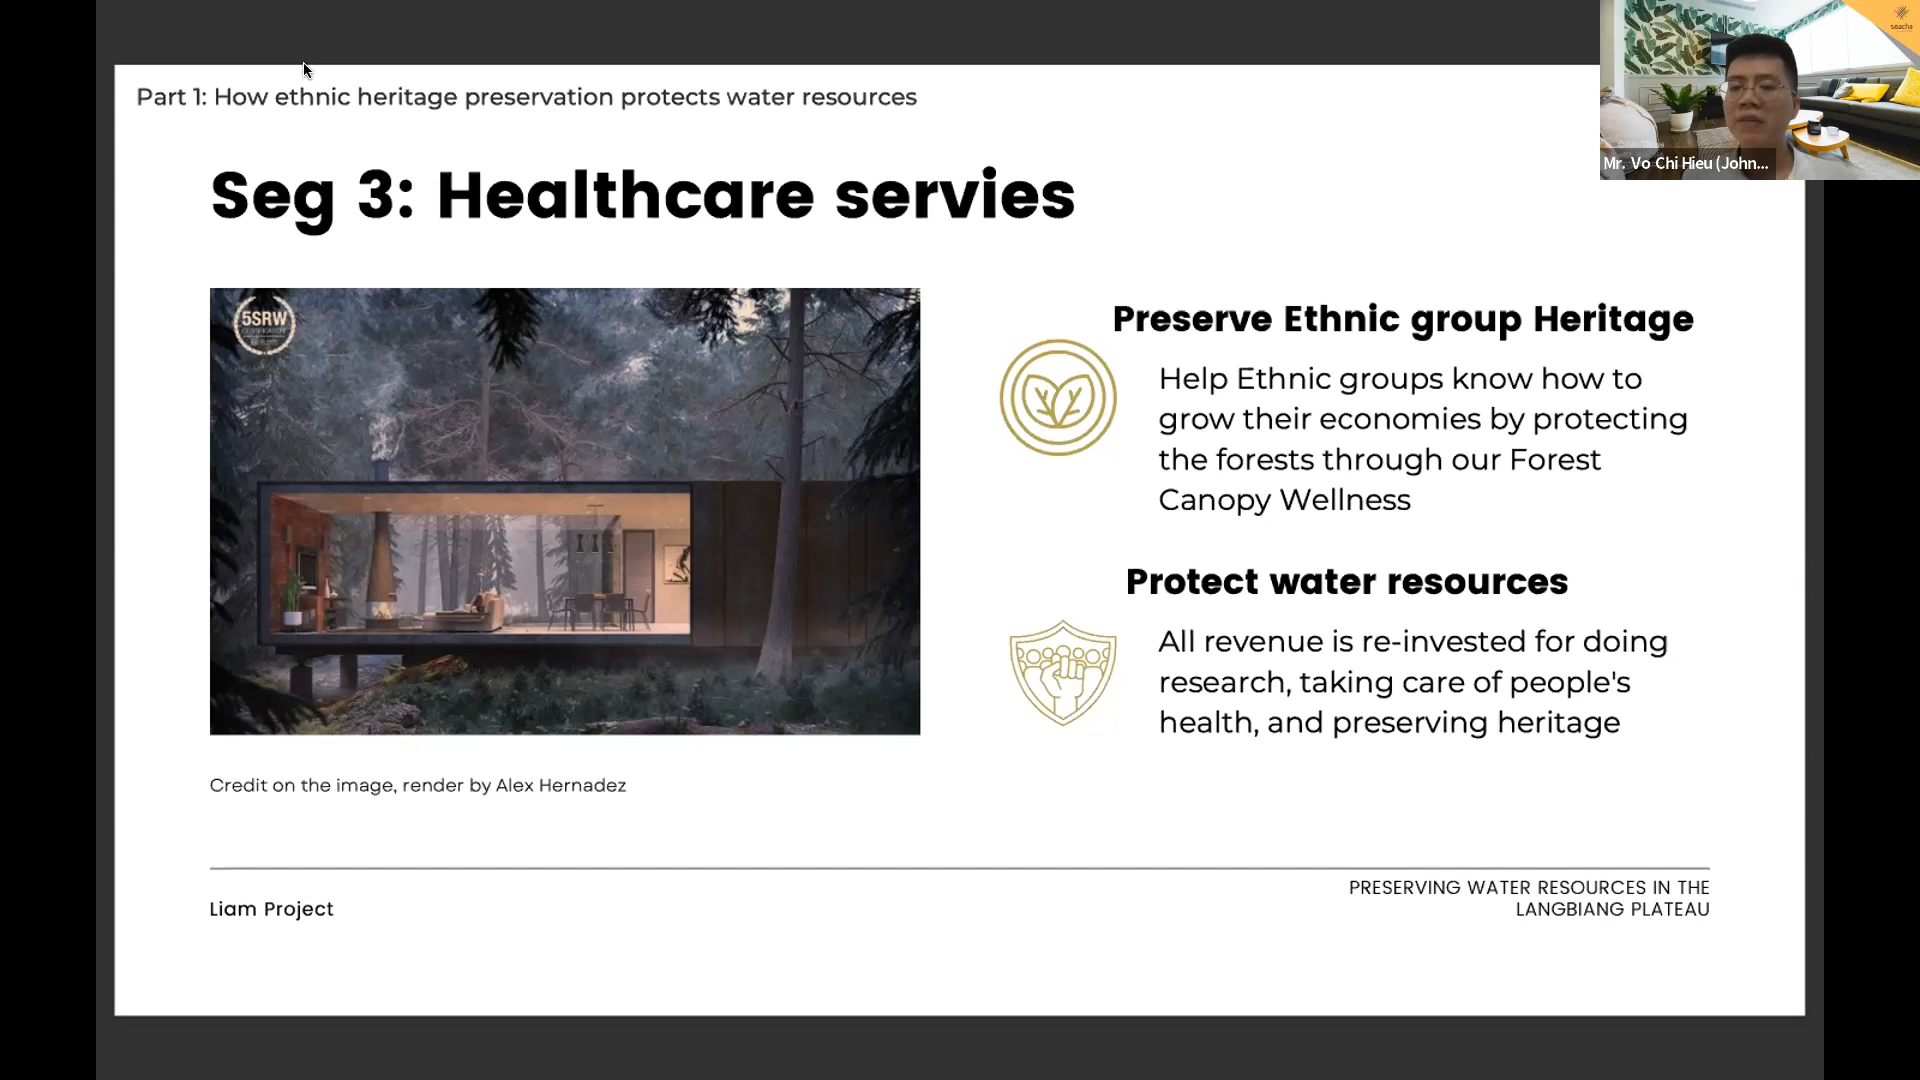 Part 1: How ethnic heritage preservation protects water resources
seacha
Mr. Vo Chi Hieu (John...
Seg 3: Healthcare servies
5SRW
Preserve Ethnic group Heritage
Help Ethnic groups know how to
grow their economies by protecting
the forests through our Forest
Canopy Wellness
Protect water resources
All revenue is re-invested for doing
research, taking care of people's
health, and preserving heritage
Credit on the image, render by Alex Hernadez
Liam Project
PRESERVING WATER RESOURCES IN THE
LANGBIANG PLATEAU